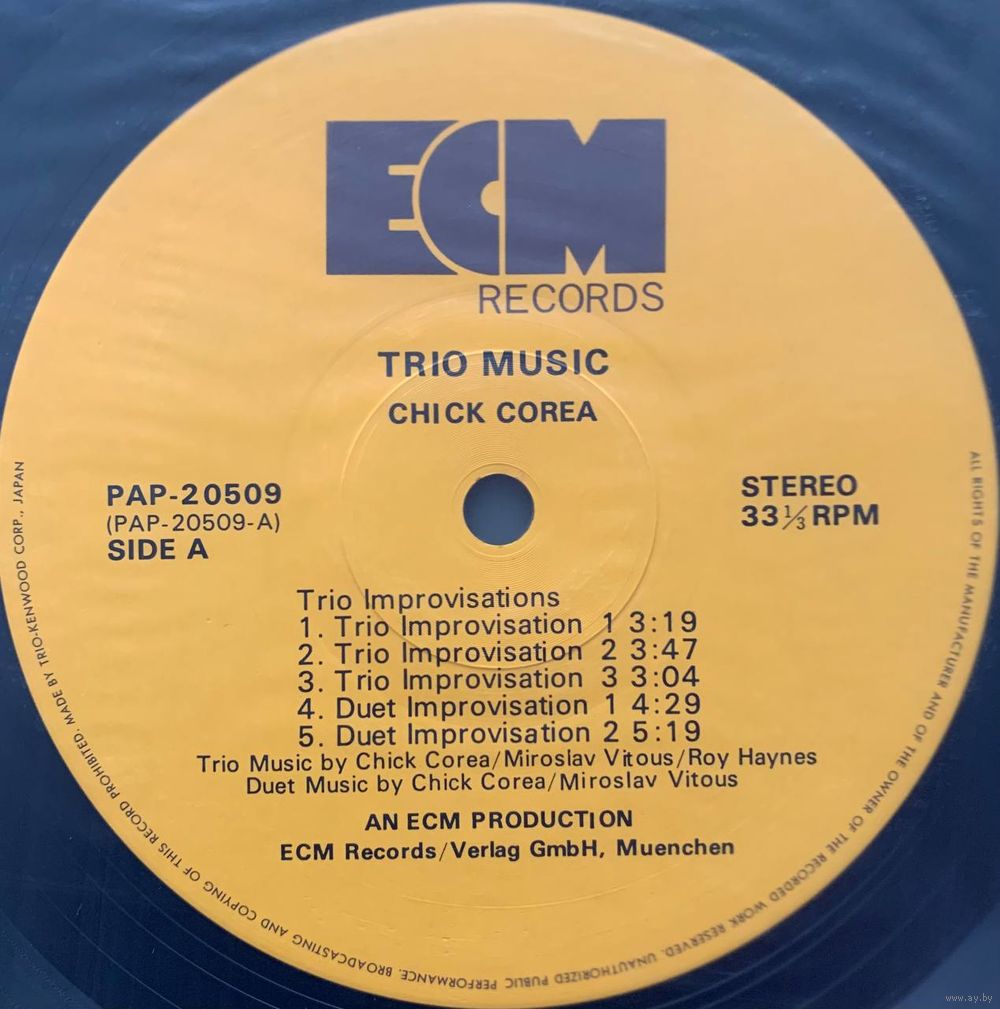 ECM
RECORDS
TRIO MUSIC
CHICK COREA
PAP-20509
(PAP-20509-A)
SIDE A
STEREO
33 1/3 RPM
Trio Improvisations
1. Trio Improvisation 1 3:19
2. Trio Improvisation 2 3:47
3. Trio Improvisation 3 3:04
4. Duet Improvisation 1 4:29
5. Duet Improvisation 2 5:19
Trio Music by Chick Corea/Miroslav Vitous/Roy Haynes
Duet Music by Chick Corea/Miroslav Vitous
AN ECM PRODUCTION
ECM Records/Verlag GmbH, Muenchen
ALL RIGHTS OF THE MANUFACTURER AND OF THE OWNER OF THE RECORDED WORK RESERVED. UNAUTHORIZED PUBLIC PERFORMANCE. BROADCASTING AND COPYING OF THIS RECORD PROHIBITED. MADE BY TRIO-KENWOOD CORP., JAPAN
www.ay.by